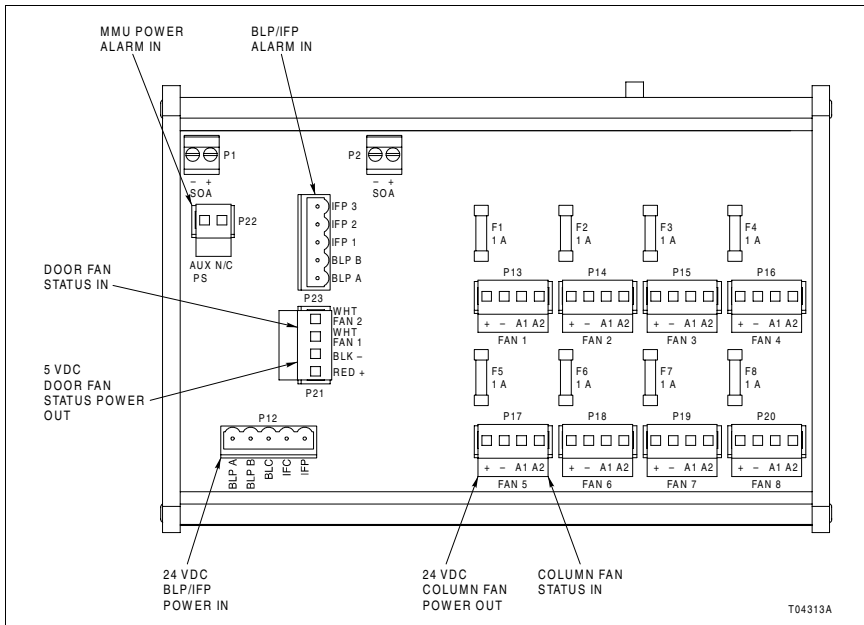 MMU POWER
ALARM IN
BLP/IFP
ALARM IN
P1
– +
SOA
P2
– +
SOA
P22
AUX N/C
PS
IFP 3
IFP 2
IFP 1
BLP B
BLP A
P23
DOOR FAN
STATUS IN
5 VDC
DOOR FAN
STATUS POWER
OUT
WHT
FAN 2
WHT
FAN 1
BLK –
RED +
P21
P12
BLP A
BLP B
BLC
IFC
IFP
F1
1 A
F2
1 A
F3
1 A
F4
1 A
P13
P14
P15
P16
+ – A1 A2
+ – A1 A2
+ – A1 A2
+ – A1 A2
FAN 1
FAN 2
FAN 3
FAN 4
F5
1 A
F6
1 A
F7
1 A
F8
1 A
P17
P18
P19
P20
+ – A1 A2
+ – A1 A2
+ – A1 A2
+ – A1 A2
FAN 5
FAN 6
FAN 7
FAN 8
24 VDC
BLP/IFP
POWER IN
24 VDC
COLUMN FAN
POWER OUT
COLUMN FAN
STATUS IN
T04313A